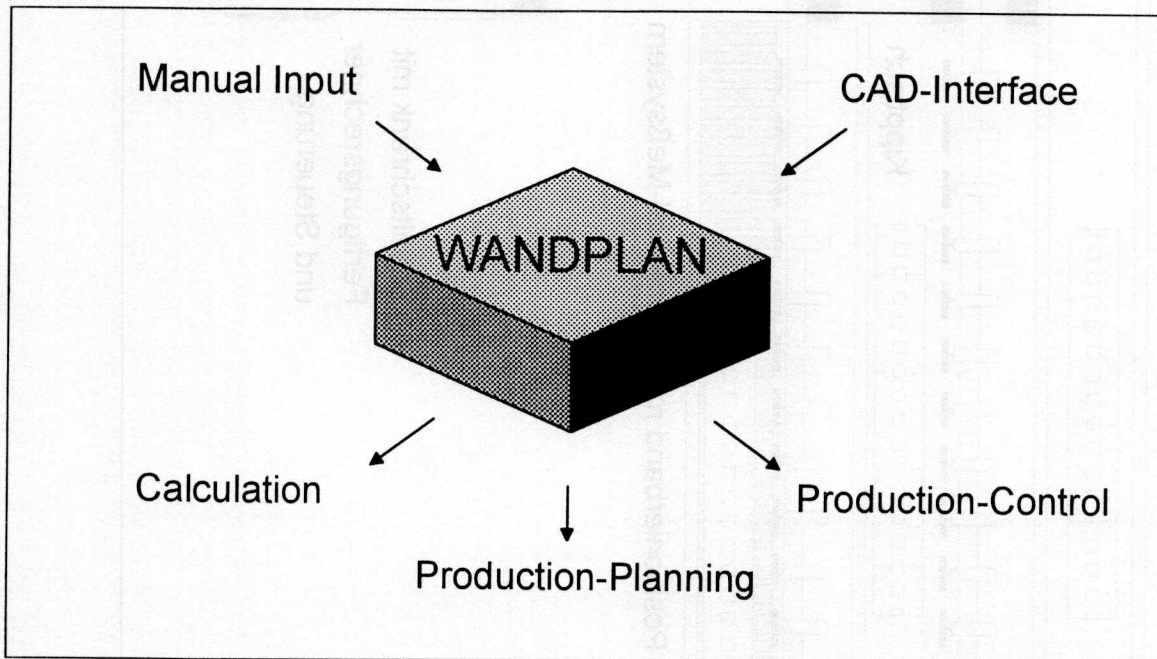 Manual Input
CAD-Interface
WANDPLAN
Calculation
Production-Control
Production-Planning